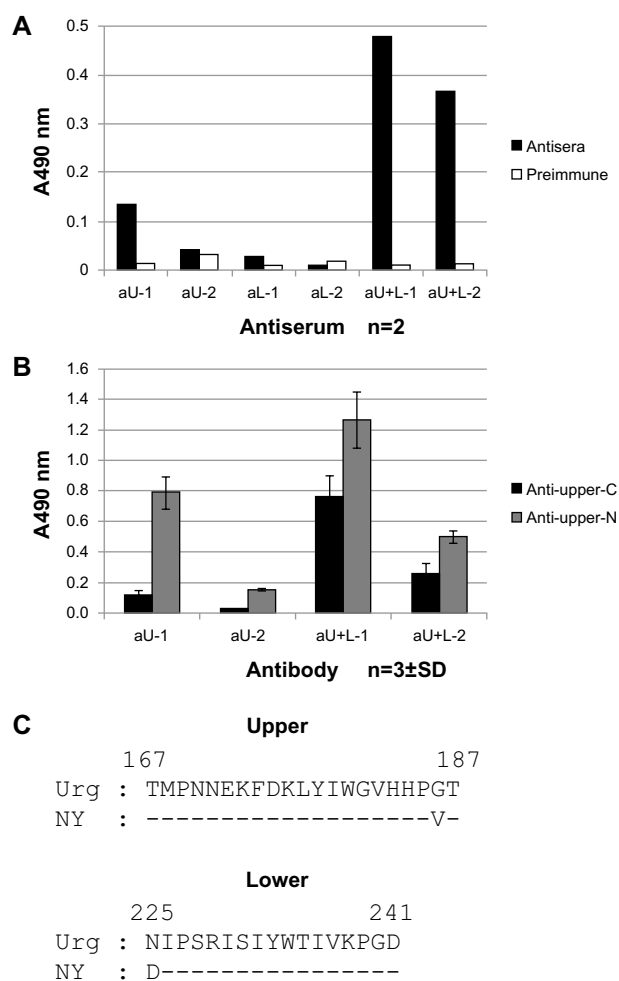 A
0.5
0.4
0.3
0.2
0.1
0
A490 nm
aU-1 aU-2 aL-1 aL-2 aU+L-1 aU+L-2
Antiserum n=2
Antisera
Preimmune
B
1.6
1.4
1.2
1.0
0.8
0.6
0.4
0.2
0.0
A490 nm
aU-1 aU-2 aU+L-1 aU+L-2
Antibody n=3±SD
Anti-upper-C
Anti-upper-N
C
Upper
167 187
Urg : TMPNNEKFDKLYIWGVHHPGT
NY : -------------------V-
Lower
225 241
Urg : NIPSRISIYWTIVKPGD
NY : D----------------